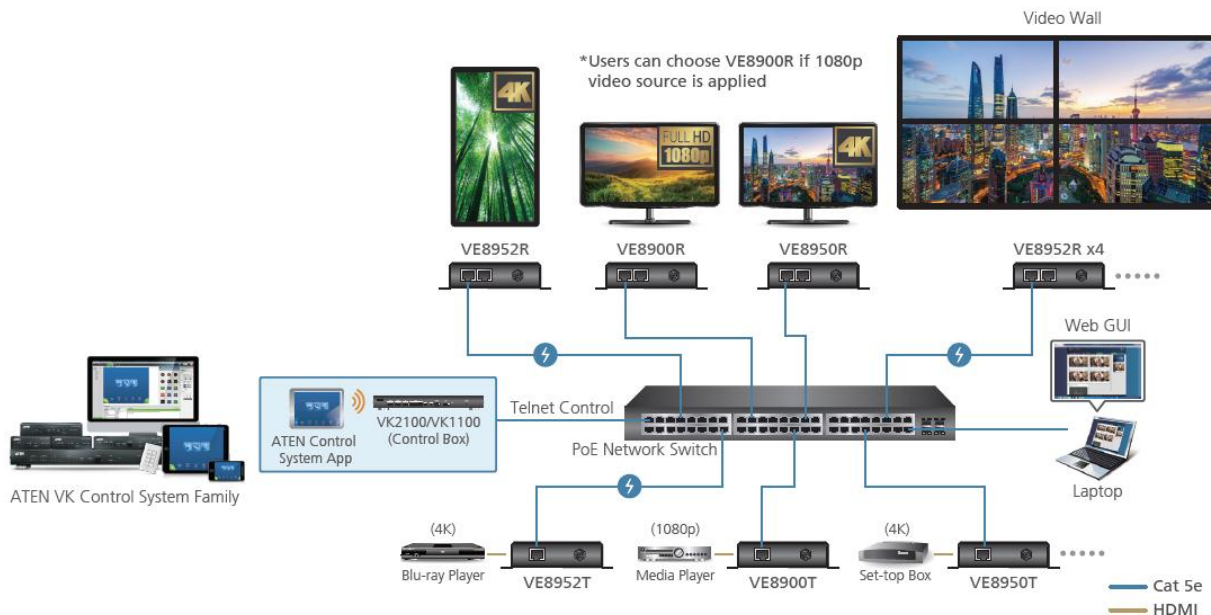 Video Wall
*Users can choose VE8900R if 1080p
video source is applied
4K
FULL HD
1080p
4K
VE8952R
VE8900R
VE8950R
VE8952R x4
Web GUI
Telnet Control
VK2100/VK1100
(Control Box)
ATEN Control
System App
PoE Network Switch
Laptop
ATEN VK Control System Family
(4K)
(1080p)
(4K)
Blu-ray Player
VE8952T
Media Player
VE8900T
Set-top Box
VE8950T
Cat 5e
HDMI